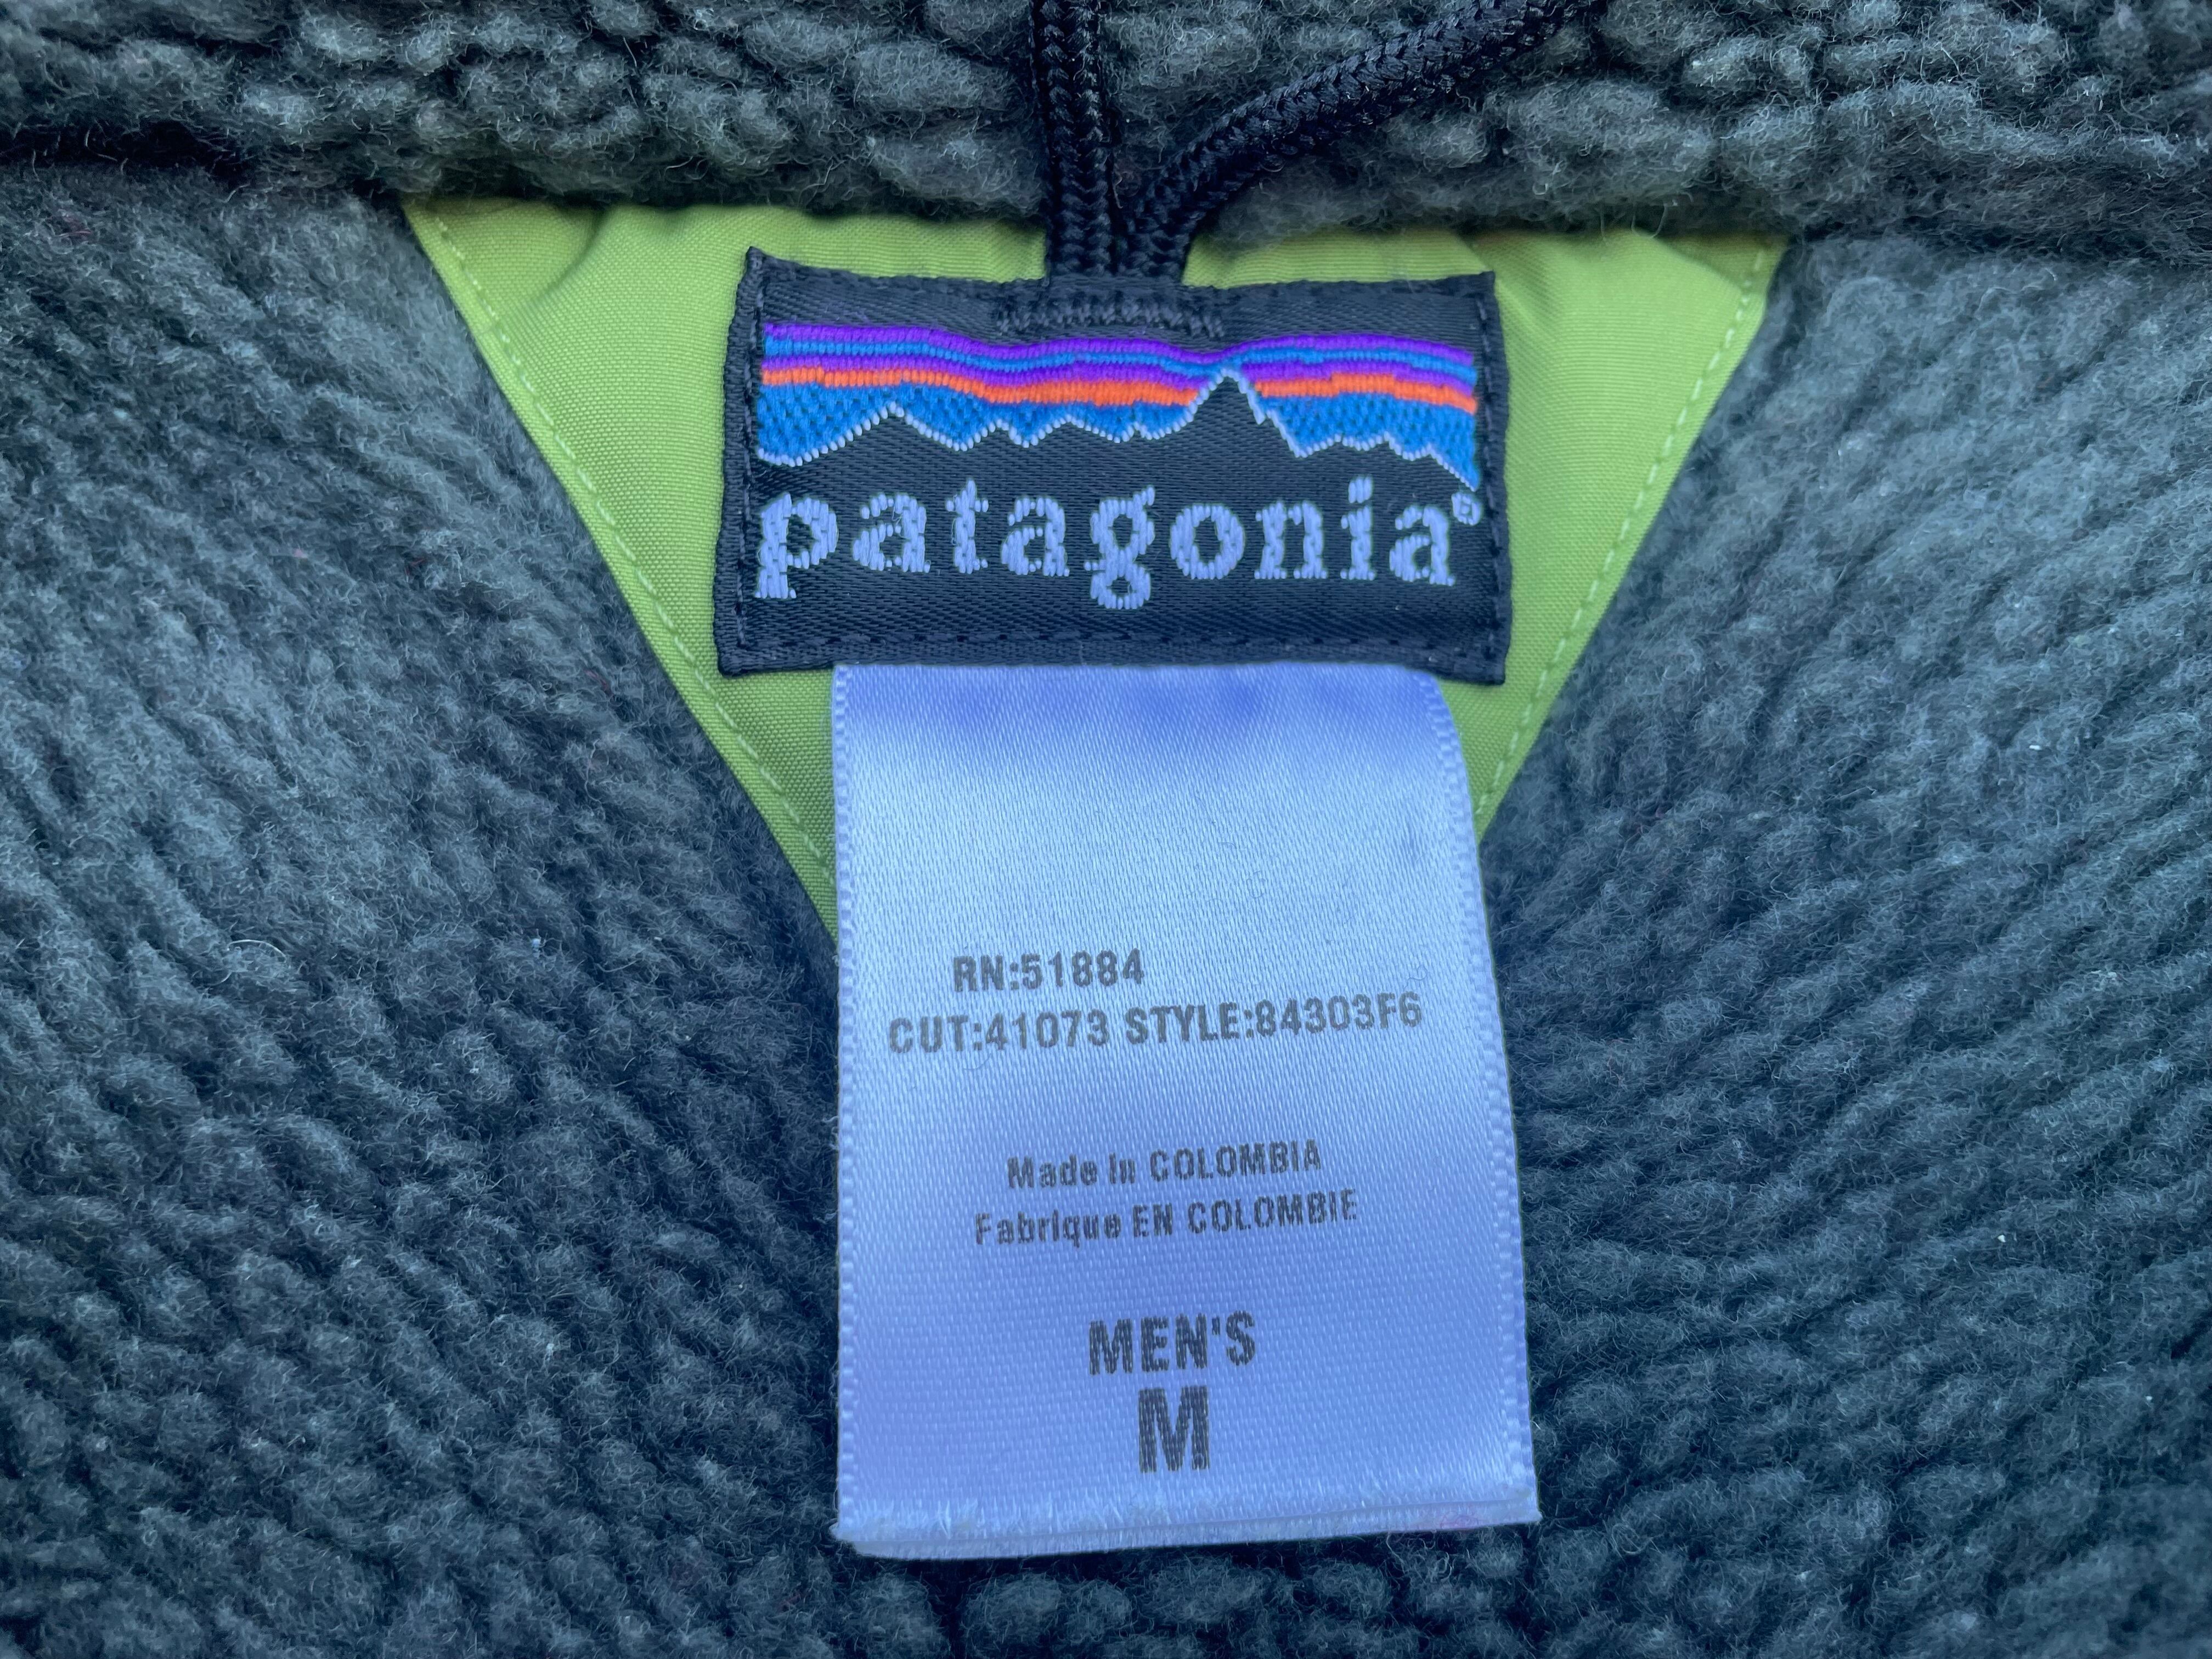 patagonia®
RN:51884
CUT:41073 STYLE:84303F6
Made In COLOMBIA
Fabrique EN COLOMBIE
MEN'S
M